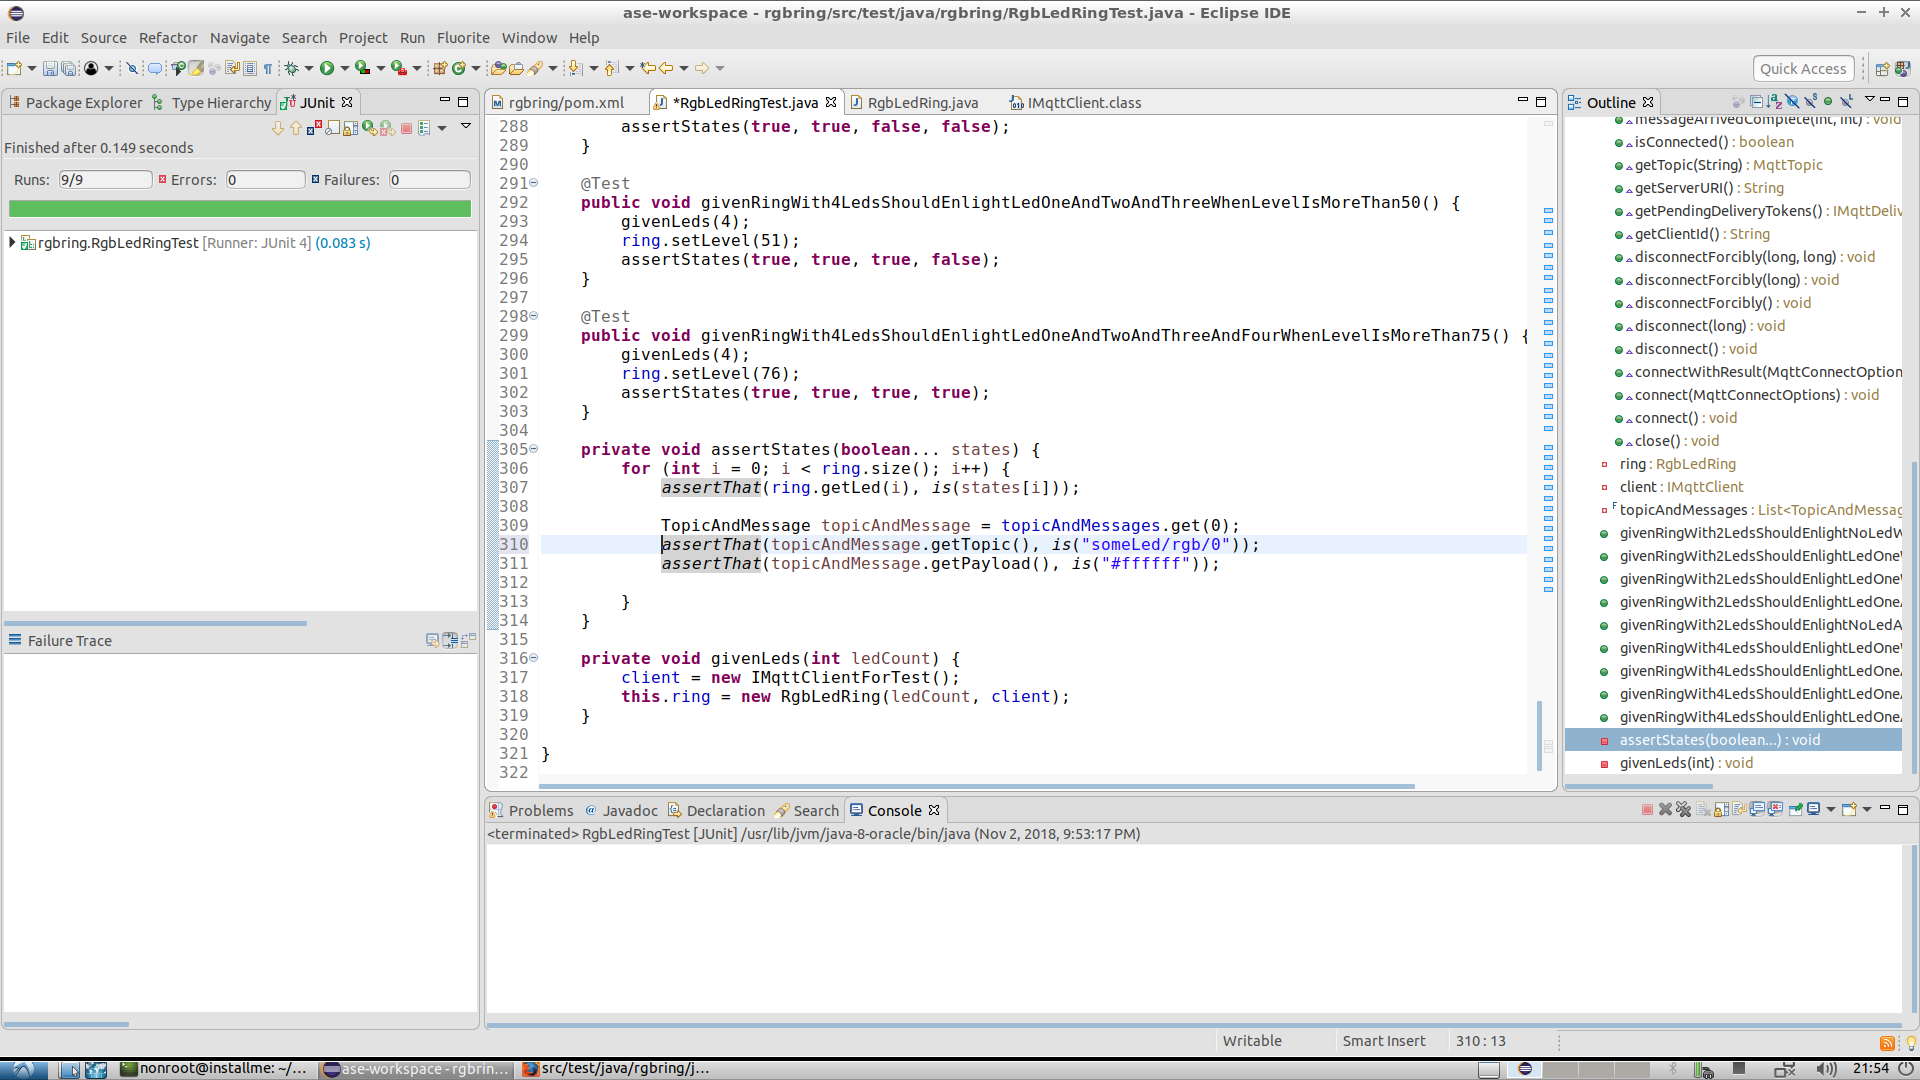 ase-workspace - rgbring/src/test/java/rgbring/RgbLedRingTest.java - Eclipse IDE
File Edit Source Refactor Navigate Search Project Run Fluorite Window Help
Quick Access
Package Explorer Type Hierarchy JUnit
Finished after 0.149 seconds
Runs: 9/9 Errors: 0 Failures: 0
rgbring.RgbLedRingTest [Runner: JUnit 4] (0.083 s)
Failure Trace
rgbring/pom.xml *RgbLedRingTest.java RgbLedRing.java IMqttClient.class
288 assertStates(true, true, false, false);
289 }
290
291 @Test
292 public void givenRingWith4LedsShouldEnlightLedOneAndTwoAndThreeWhenLevelIsMoreThan50() {
293 givenLeds(4);
294 ring.setLevel(51);
295 assertStates(true, true, true, false);
296 }
297
298 @Test
299 public void givenRingWith4LedsShouldEnlightLedOneAndTwoAndThreeAndFourWhenLevelIsMoreThan75() {
300 givenLeds(4);
301 ring.setLevel(76);
302 assertStates(true, true, true, true);
303 }
304
305 private void assertStates(boolean... states) {
306 for (int i = 0; i < ring.size(); i++) {
307 assertThat(ring.getLed(i), is(states[i]));
308
309 TopicAndMessage topicAndMessage = topicAndMessages.get(0);
310 assertThat(topicAndMessage.getTopic(), is("someLed/rgb/0"));
311 assertThat(topicAndMessage.getPayload(), is("#ffffff"));
312
313 }
314 }
315
316 private void givenLeds(int ledCount) {
317 client = new IMqttClientForTest();
318 this.ring = new RgbLedRing(ledCount, client);
319 }
320
321 }
322
Outline
messageArrivedComplete(int, int) : void
isConnected() : boolean
getTopic(String) : MqttTopic
getServerURI() : String
getPendingDeliveryTokens() : IMqttDeliv
getClientId() : String
disconnectForcibly(long, long) : void
disconnectForcibly(long) : void
disconnectForcibly() : void
disconnect(long) : void
disconnect() : void
connectWithResult(MqttConnectOption
connect(MqttConnectOptions) : void
connect() : void
close() : void
ring : RgbLedRing
client : IMqttClient
topicAndMessages : List<TopicAndMessag
givenRingWith2LedsShouldEnlightNoLedW
givenRingWith2LedsShouldEnlightLedOne
givenRingWith2LedsShouldEnlightLedOne
givenRingWith2LedsShouldEnlightLedOne
givenRingWith2LedsShouldEnlightNoLedA
givenRingWith4LedsShouldEnlightLedOne
givenRingWith4LedsShouldEnlightLedOne
givenRingWith4LedsShouldEnlightLedOne
givenRingWith4LedsShouldEnlightLedOne
assertStates(boolean...) : void
givenLeds(int) : void
Problems Javadoc Declaration Search Console
<terminated> RgbLedRingTest [JUnit] /usr/lib/jvm/java-8-oracle/bin/java (Nov 2, 2018, 9:53:17 PM)
Writable Smart Insert 310 : 13
nonroot@installme: ~/... ase-workspace - rgbrin... src/test/java/rgbring/j... 21:54